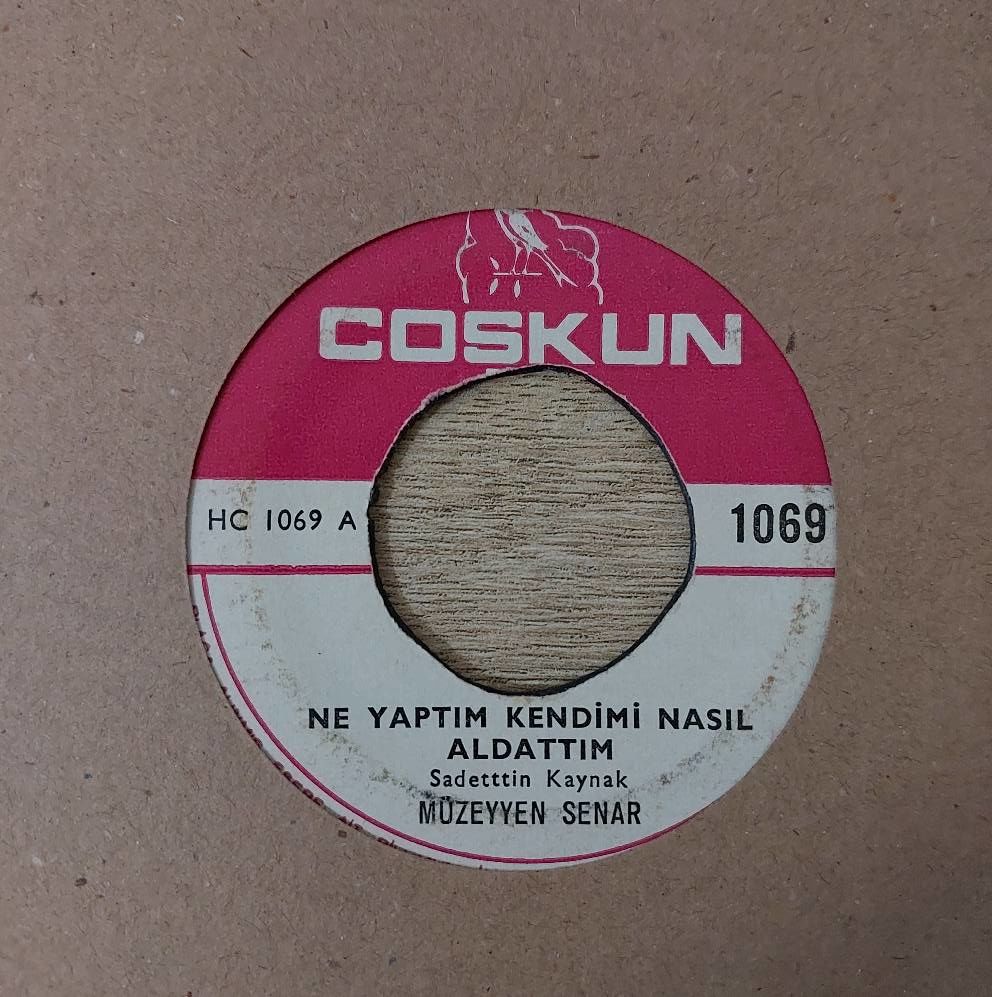 COŞKUN
HC 1069 A
1069
NE YAPTIM KENDİMİ NASIL
ALDATTIM
Sadetttin Kaynak
MÜZEYYEN SENAR